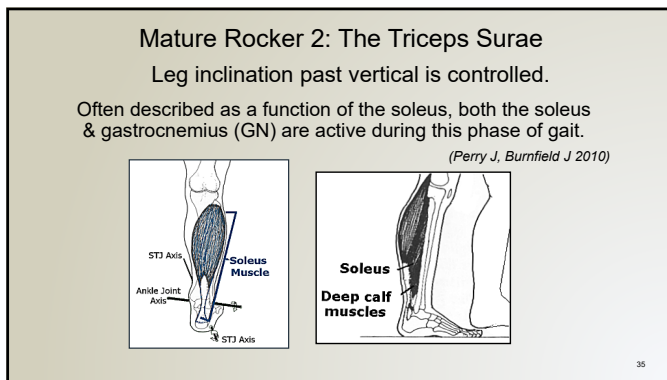 Mature Rocker 2: The Triceps Surae
Leg inclination past vertical is controlled.
Often described as a function of the soleus, both the soleus
& gastrocnemius (GN) are active during this phase of gait.
(Perry J, Burnfield J 2010)
STJ Axis
Soleus
Muscle
Ankle Joint
Axis
STJ Axis
Soleus
Deep calf
muscles
35